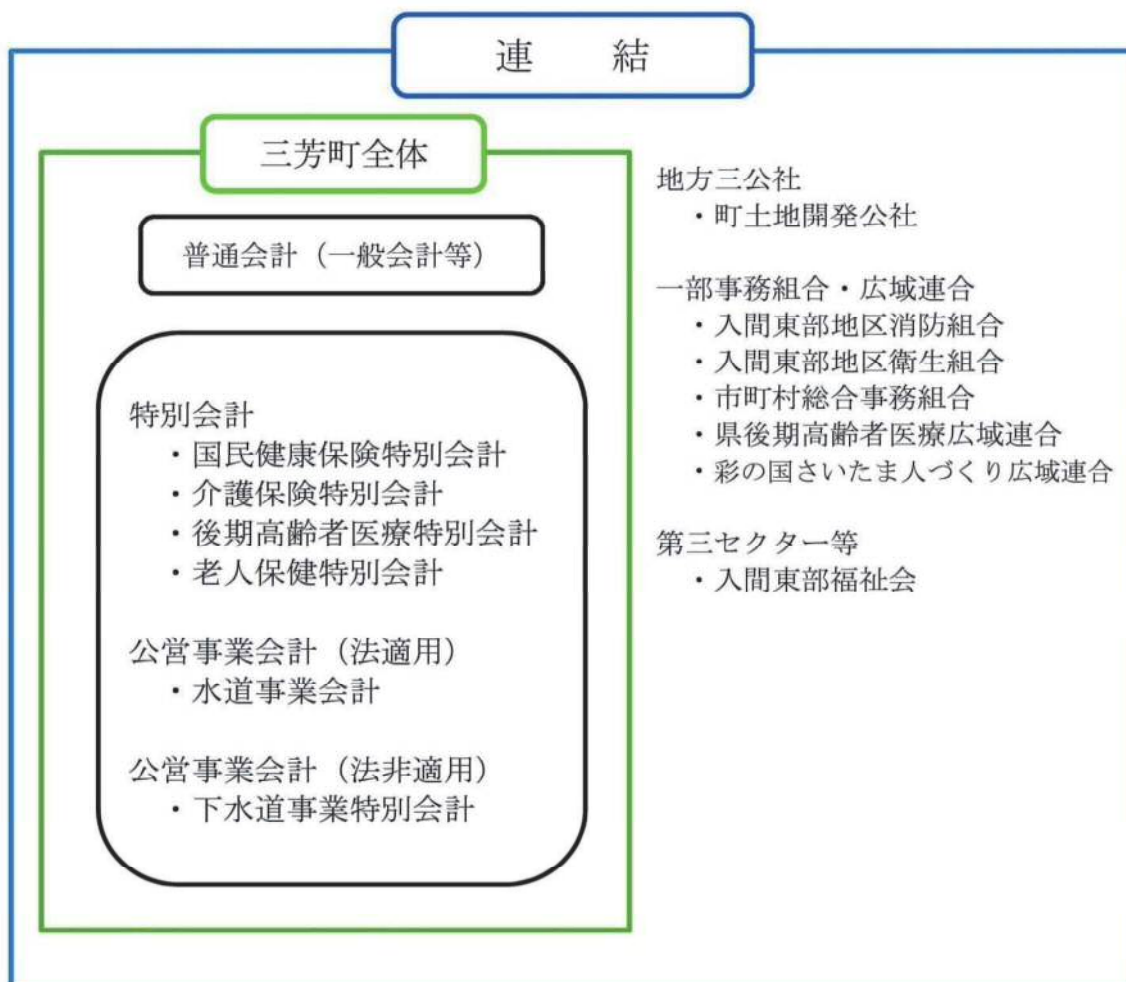 連　結
三芳町全体
普通会計（一般会計等）
特別会計
・国民健康保険特別会計
・介護保険特別会計
・後期高齢者医療特別会計
・老人保健特別会計
公営事業会計（法適用）
・水道事業会計
公営事業会計（法非適用）
・下水道事業特別会計
地方三公社
・町土地開発公社
一部事務組合・広域連合
・入間東部地区消防組合
・入間東部地区衛生組合
・市町村総合事務組合
・県後期高齢者医療広域連合
・彩の国さいたま人づくり広域連合
第三セクター等
・入間東部福祉会